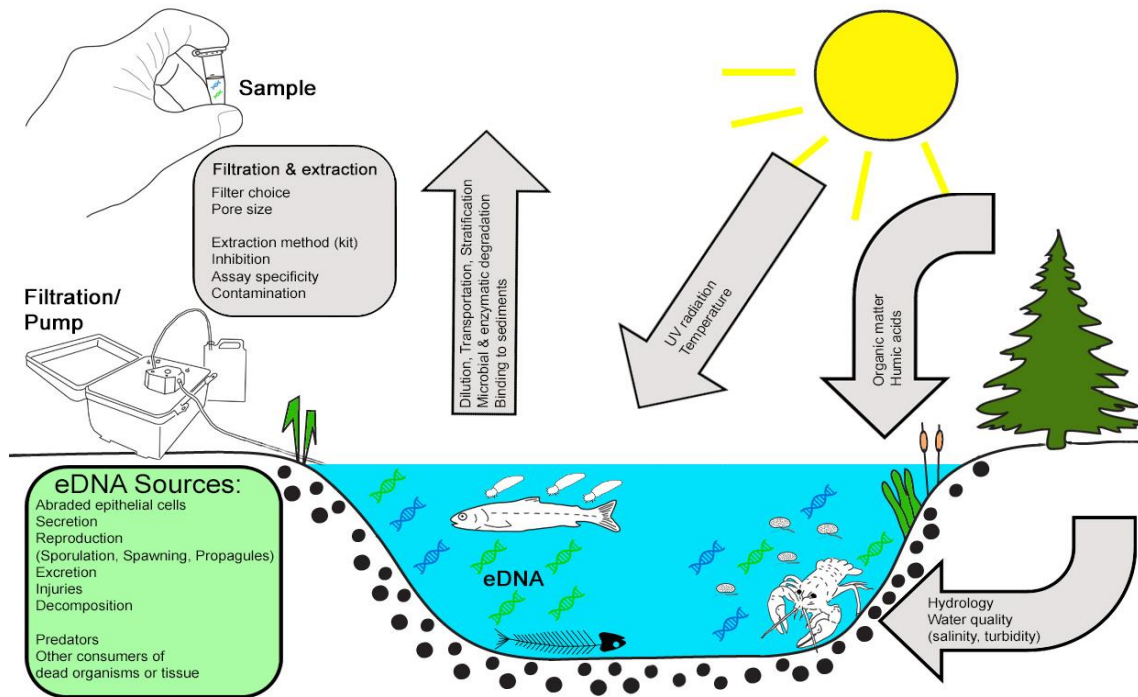 Sample
Filtration & extraction
Filter choice
Pore size
Extraction method (kit)
Inhibition
Assay specificity
Contamination
Filtration/
Pump
Dilution, Transportation, Stratification
Microbial & enzymatic degradation
Binding to sediments
UV radiation
Temperature
Organic matter
Humic acids
eDNA Sources:
Abraded epithelial cells
Secretion
Reproduction
(Sporulation, Spawning, Propagules)
Excretion
Injuries
Decomposition
Predators
Other consumers of
dead organisms or tissue
eDNA
Hydrology
Water quality
(salinity, turbidity)